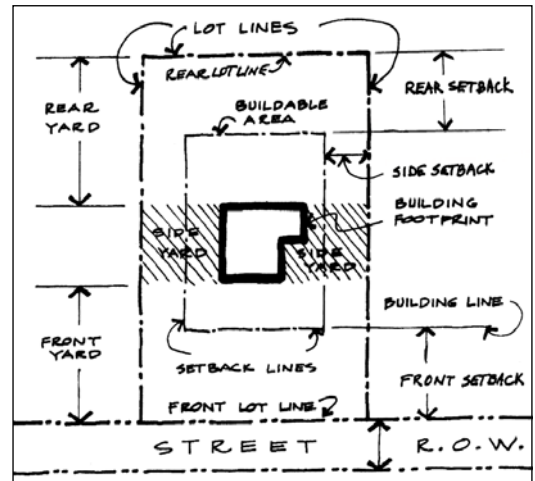 LOT LINES
REAR LOT LINE
REAR
YARD
BUILDABLE
AREA
REAR SETBACK
SIDE SETBACK
BUILDING
FOOTPRINT
SIDE
YARD
SIDE
YARD
BUILDING LINE
FRONT
YARD
SETBACK LINES
FRONT SETBACK
FRONT LOT LINE
STREET R.O.W.